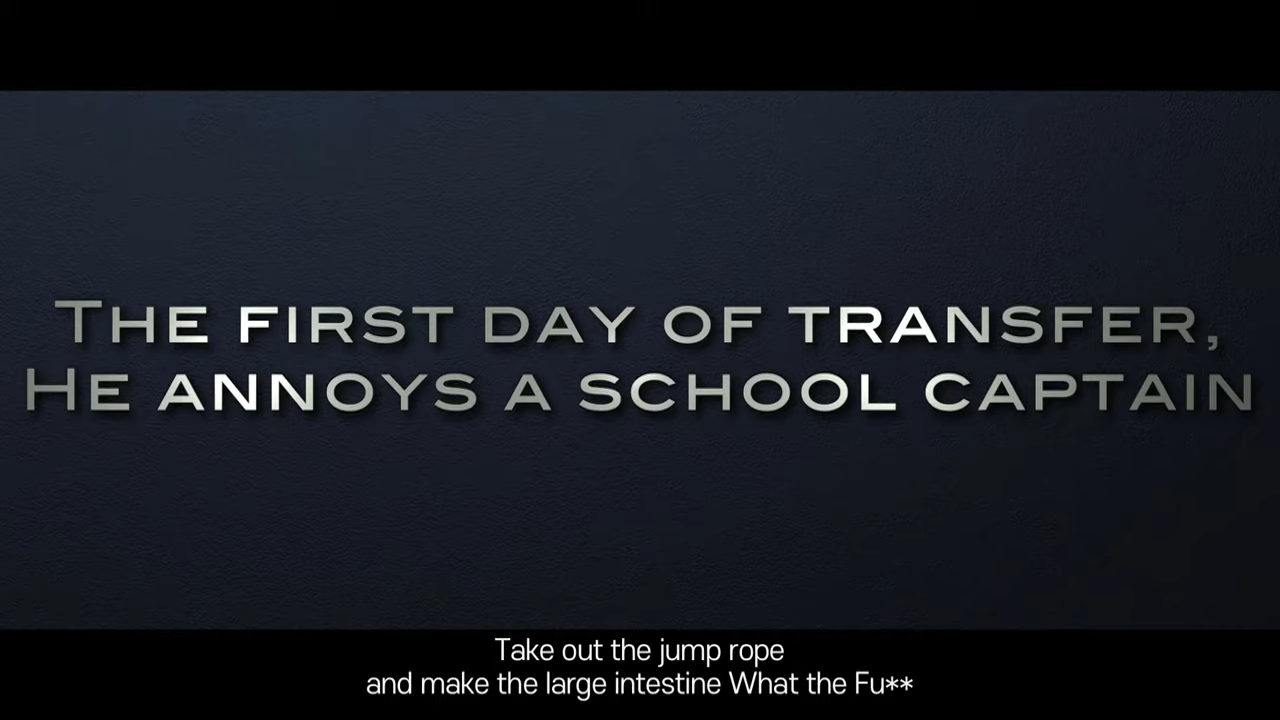 THE FIRST DAY OF TRANSFER,
HE ANNOYS A SCHOOL CAPTAIN
Take out the jump rope
and make the large intestine What the Fu**